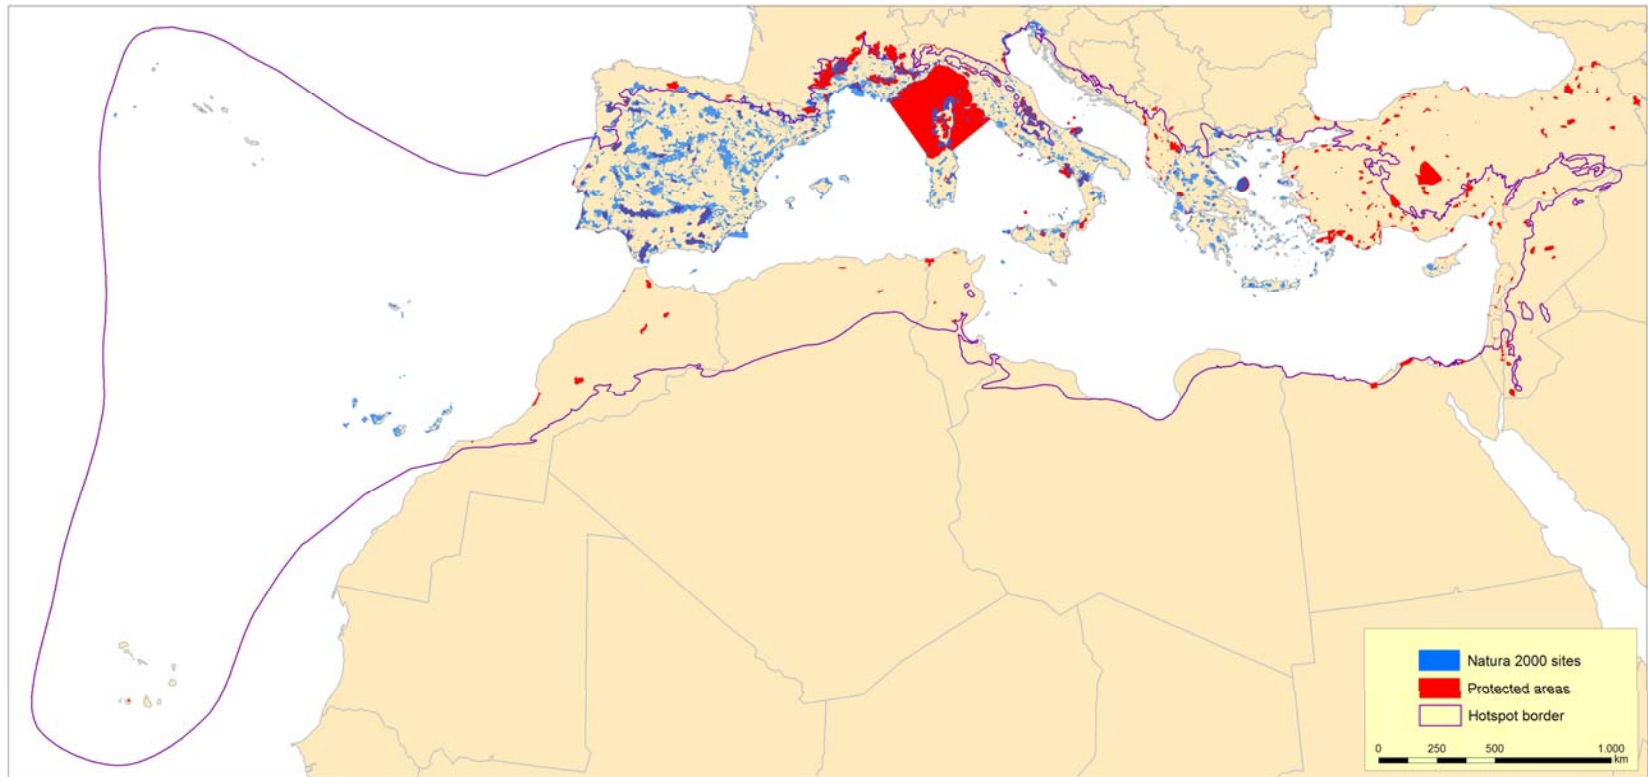 Natura 2000 sites
Protected areas
Hotspot border
0 250 500 1.000
km